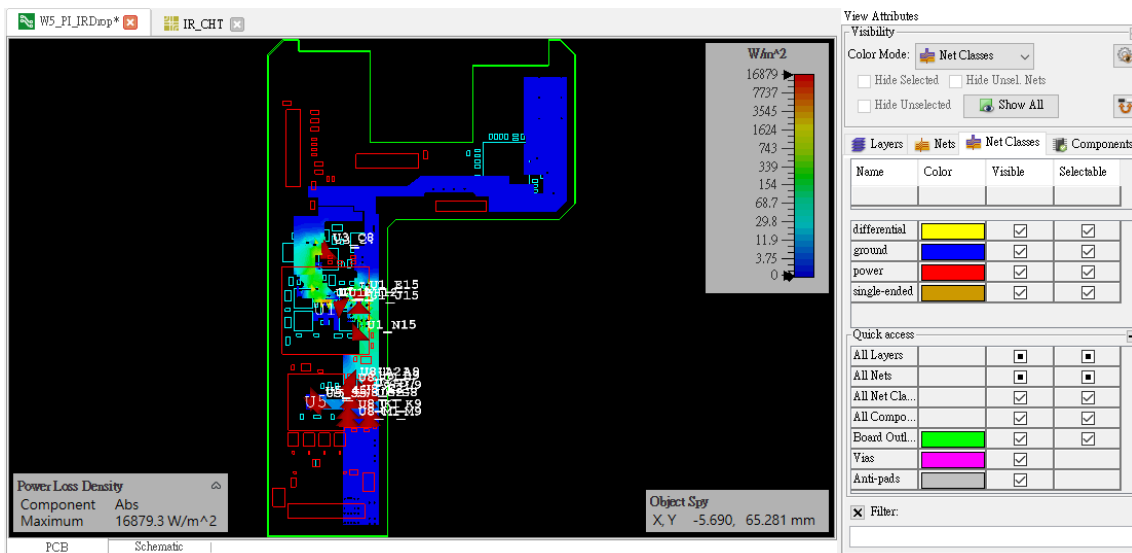 W5_PI_IRDrop*
IR_CHT
W/m^2
16879
7737
3545
1624
743
339
154
68.7
29.8
11.9
3.75
0
U3_C8
U1_E15
U1_J15
U1
U1_N15
U5
Power Loss Density
Component Abs
Maximum 16879.3 W/m^2
Object Spy
X, Y -5.690, 65.281 mm
PCB Schematic
View Attributes
Visibility
Color Mode: Net Classes
Hide Selected Hide Unsel. Nets
Hide Unselected Show All
Layers Nets Net Classes Components
Name Color Visible Selectable
differential
ground
power
single-ended
Quick access
All Layers
All Nets
All Net Cla...
All Compo...
Board Outl...
Vias
Anti-pads
Filter: